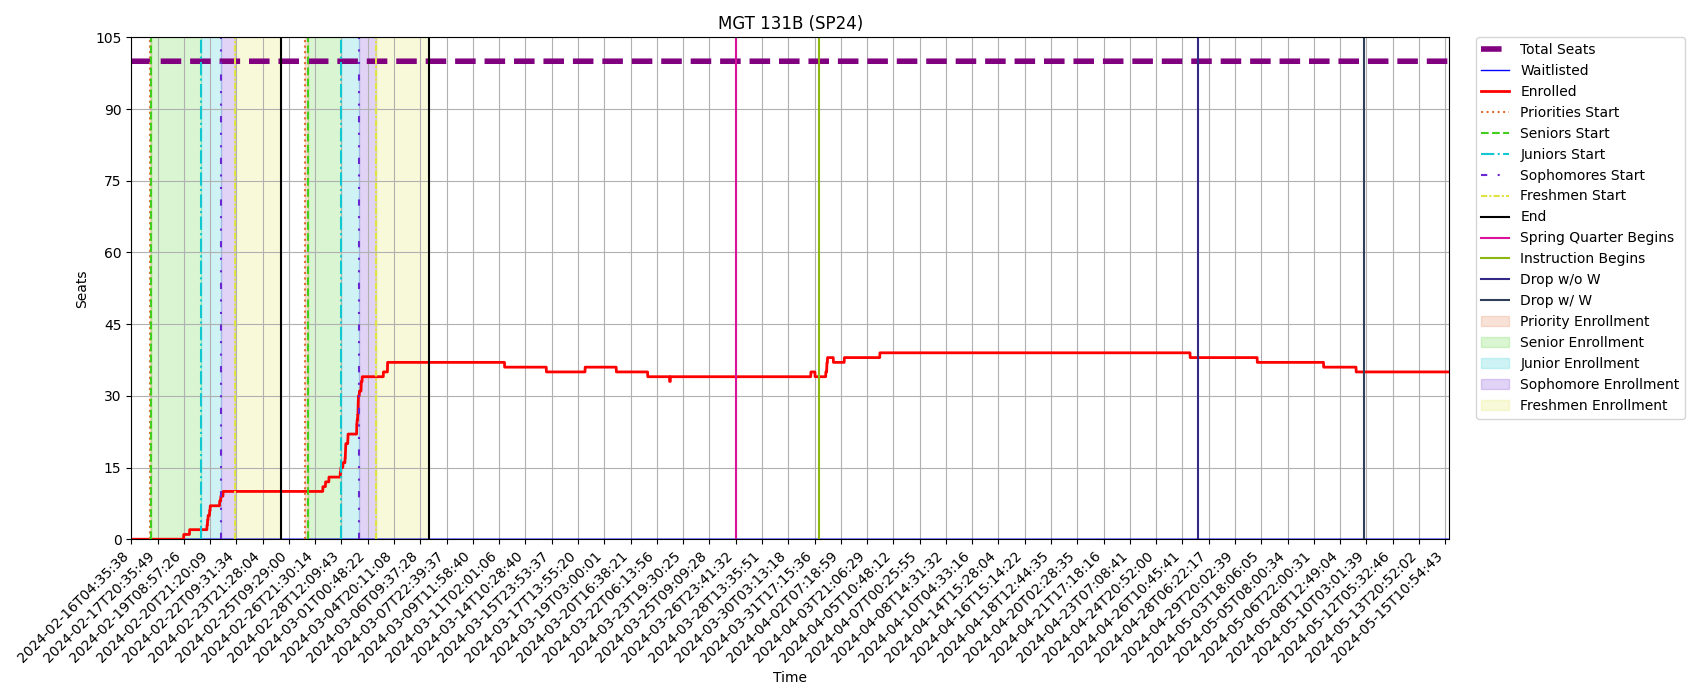 MGT 131B (SP24)
105
90
75
60
45
30
15
0
Seats
2024-02-16T04:35:38
2024-02-17T20:35:49
2024-02-19T08:57:26
2024-02-20T21:20:09
2024-02-22T09:31:34
2024-02-23T21:28:04
2024-02-25T09:29:00
2024-02-26T21:30:14
2024-02-28T12:09:43
2024-03-01T00:48:22
2024-03-04T20:11:08
2024-03-06T09:37:28
2024-03-07T22:39:37
2024-03-09T11:58:40
2024-03-11T02:01:06
2024-03-14T10:28:40
2024-03-15T23:53:37
2024-03-17T13:55:20
2024-03-19T03:00:01
2024-03-20T16:38:21
2024-03-22T06:13:56
2024-03-23T19:30:25
2024-03-25T09:09:28
2024-03-26T23:41:32
2024-03-28T13:35:51
2024-03-30T03:13:18
2024-03-31T17:15:36
2024-04-02T07:18:59
2024-04-03T21:06:29
2024-04-05T10:48:12
2024-04-07T00:25:55
2024-04-08T14:31:32
2024-04-10T04:33:16
2024-04-14T15:28:04
2024-04-16T15:14:22
2024-04-18T12:44:35
2024-04-20T02:28:35
2024-04-21T17:18:16
2024-04-23T07:08:41
2024-04-24T20:52:00
2024-04-26T10:45:41
2024-04-28T06:22:17
2024-04-29T20:02:39
2024-05-03T18:06:05
2024-05-05T08:00:34
2024-05-06T22:00:31
2024-05-08T12:49:04
2024-05-10T03:01:39
2024-05-12T05:32:46
2024-05-13T20:52:02
2024-05-15T10:54:43
Time
Total Seats
Waitlisted
Enrolled
Priorities Start
Seniors Start
Juniors Start
Sophomores Start
Freshmen Start
End
Spring Quarter Begins
Instruction Begins
Drop w/o W
Drop w/ W
Priority Enrollment
Senior Enrollment
Junior Enrollment
Sophomore Enrollment
Freshmen Enrollment